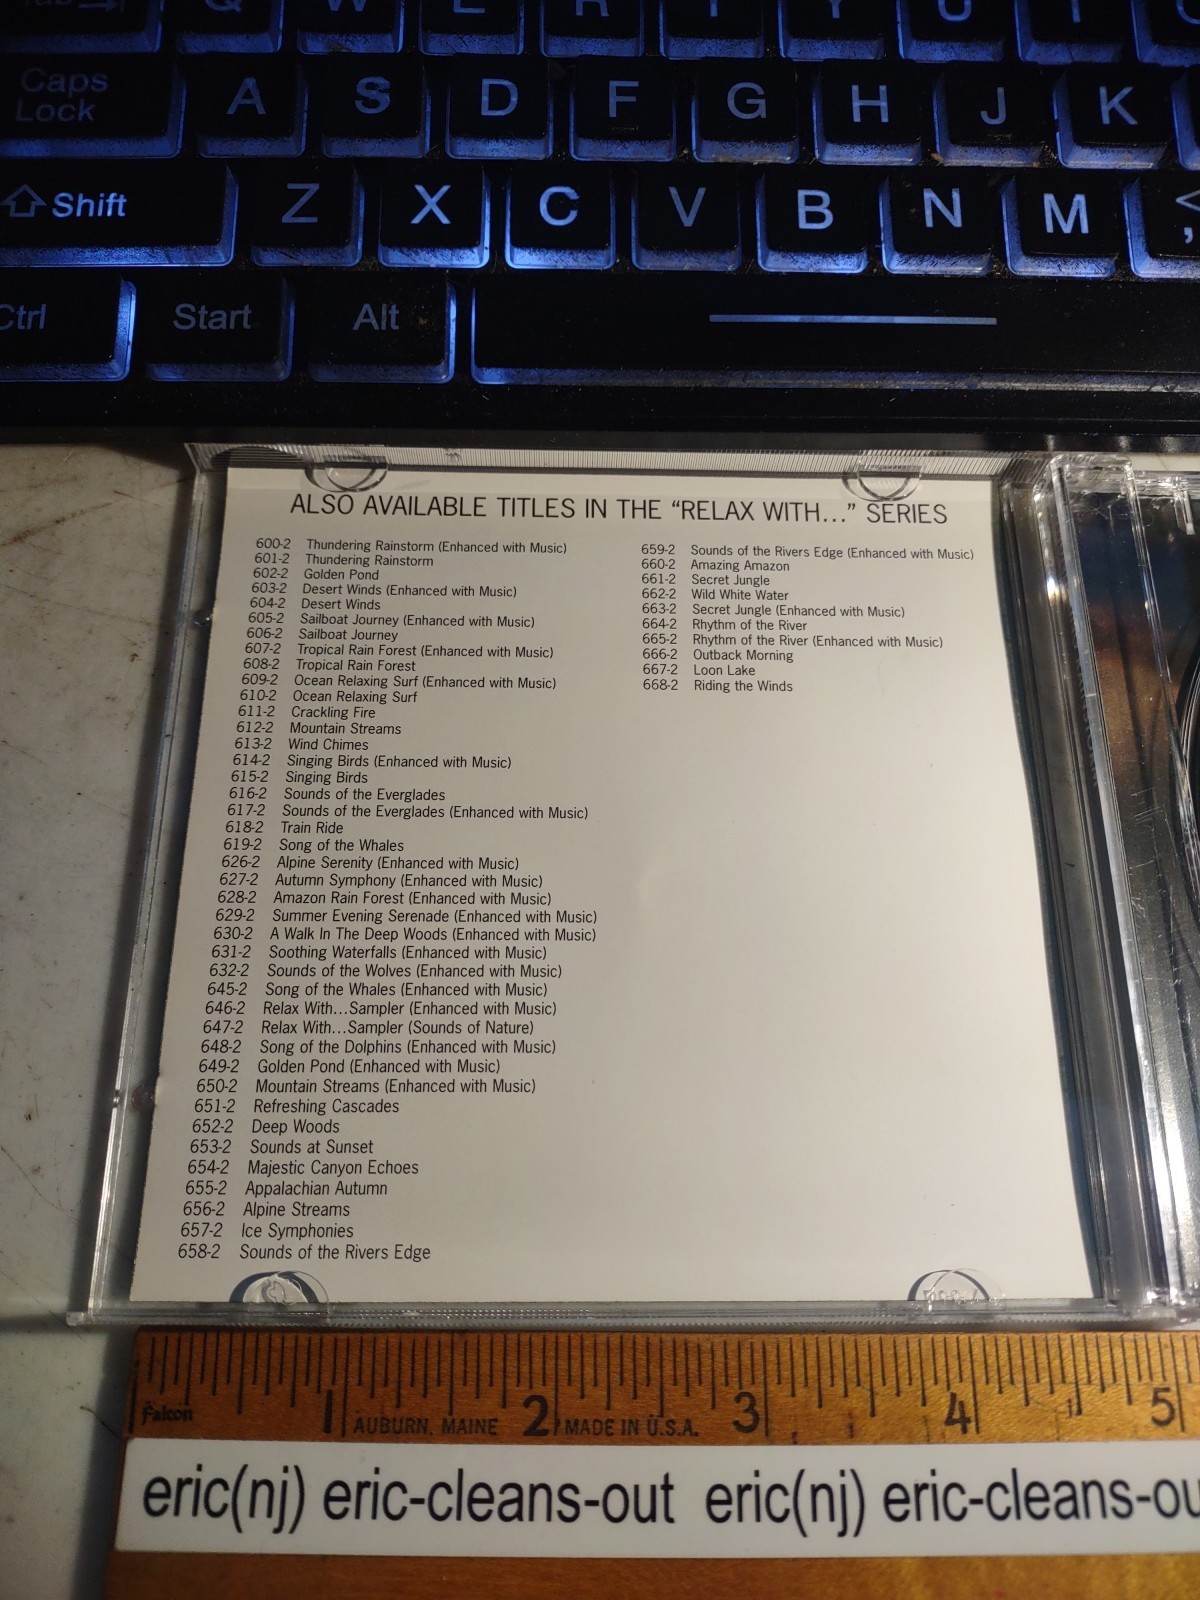 Tab Q W E R T Y U I
Caps Lock A S D F G H J K
Shift Z X C V B N M <
,
Ctrl Start Alt
ALSO AVAILABLE TITLES IN THE “RELAX WITH...” SERIES
600-2 Thundering Rainstorm (Enhanced with Music)
601-2 Thundering Rainstorm
602-2 Golden Pond
603-2 Desert Winds (Enhanced with Music)
604-2 Desert Winds
605-2 Sailboat Journey (Enhanced with Music)
606-2 Sailboat Journey
607-2 Tropical Rain Forest (Enhanced with Music)
608-2 Tropical Rain Forest
609-2 Ocean Relaxing Surf (Enhanced with Music)
610-2 Ocean Relaxing Surf
611-2 Crackling Fire
612-2 Mountain Streams
613-2 Wind Chimes
614-2 Singing Birds (Enhanced with Music)
615-2 Singing Birds
616-2 Sounds of the Everglades
617-2 Sounds of the Everglades (Enhanced with Music)
618-2 Train Ride
619-2 Song of the Whales
626-2 Alpine Serenity (Enhanced with Music)
627-2 Autumn Symphony (Enhanced with Music)
628-2 Amazon Rain Forest (Enhanced with Music)
629-2 Summer Evening Serenade (Enhanced with Music)
630-2 A Walk In The Deep Woods (Enhanced with Music)
631-2 Soothing Waterfalls (Enhanced with Music)
632-2 Sounds of the Wolves (Enhanced with Music)
645-2 Song of the Whales (Enhanced with Music)
646-2 Relax With...Sampler (Enhanced with Music)
647-2 Relax With...Sampler (Sounds of Nature)
648-2 Song of the Dolphins (Enhanced with Music)
649-2 Golden Pond (Enhanced with Music)
650-2 Mountain Streams (Enhanced with Music)
651-2 Refreshing Cascades
652-2 Deep Woods
653-2 Sounds at Sunset
654-2 Majestic Canyon Echoes
655-2 Appalachian Autumn
656-2 Alpine Streams
657-2 Ice Symphonies
658-2 Sounds of the Rivers Edge
659-2 Sounds of the Rivers Edge (Enhanced with Music)
660-2 Amazing Amazon
661-2 Secret Jungle
662-2 Wild White Water
663-2 Secret Jungle (Enhanced with Music)
664-2 Rhythm of the River
665-2 Rhythm of the River (Enhanced with Music)
666-2 Outback Morning
667-2 Loon Lake
668-2 Riding the Winds
Falcon 1 AUBURN, MAINE 2 MADE IN U.S.A. 3 4 5
eric(nj) eric-cleans-out eric(nj) eric-cleans-ou